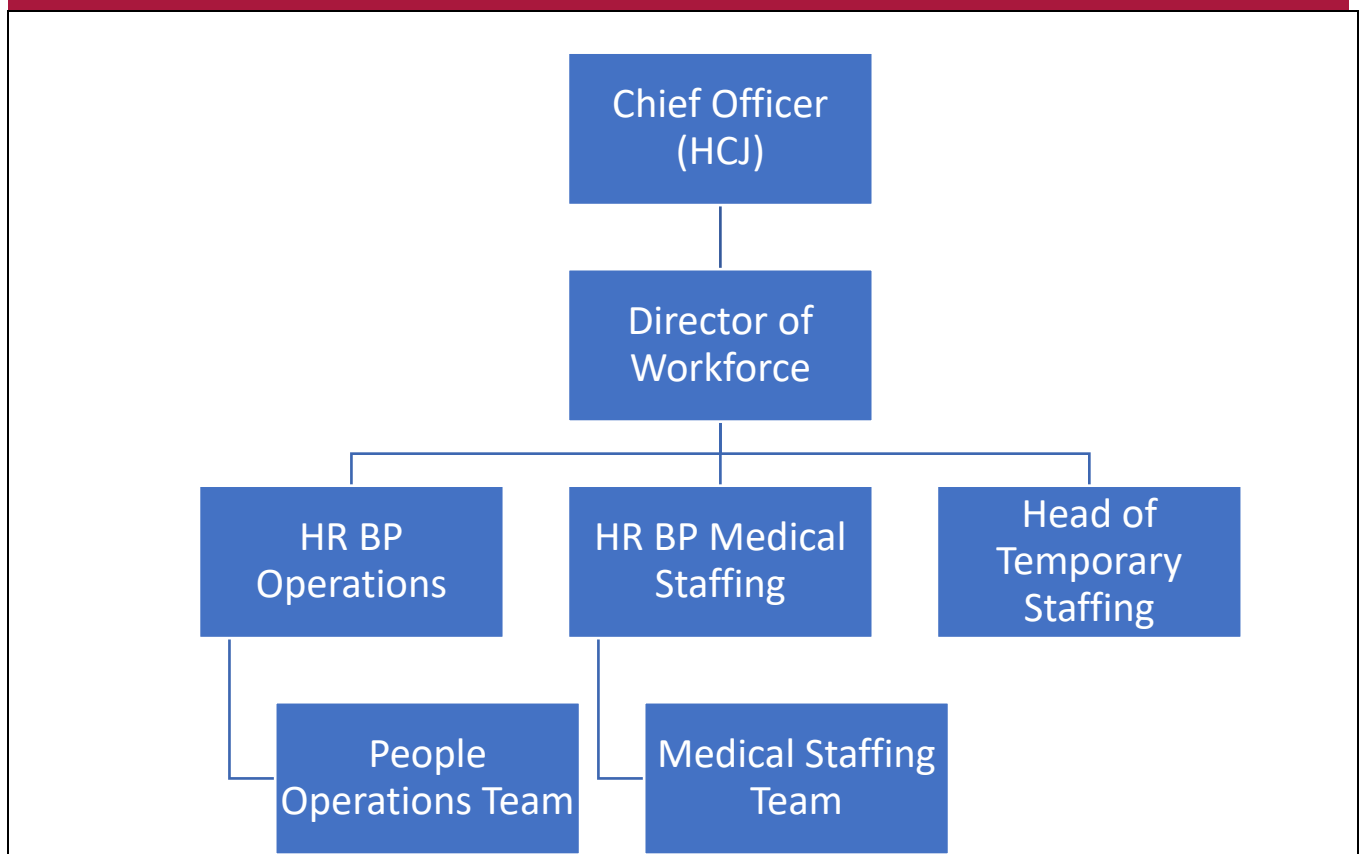 Chief Officer
(HCJ)
Director of
Workforce
HR BP
Operations
HR BP Medical
Staffing
Head of
Temporary
Staffing
People
Operations Team
Medical Staffing
Team